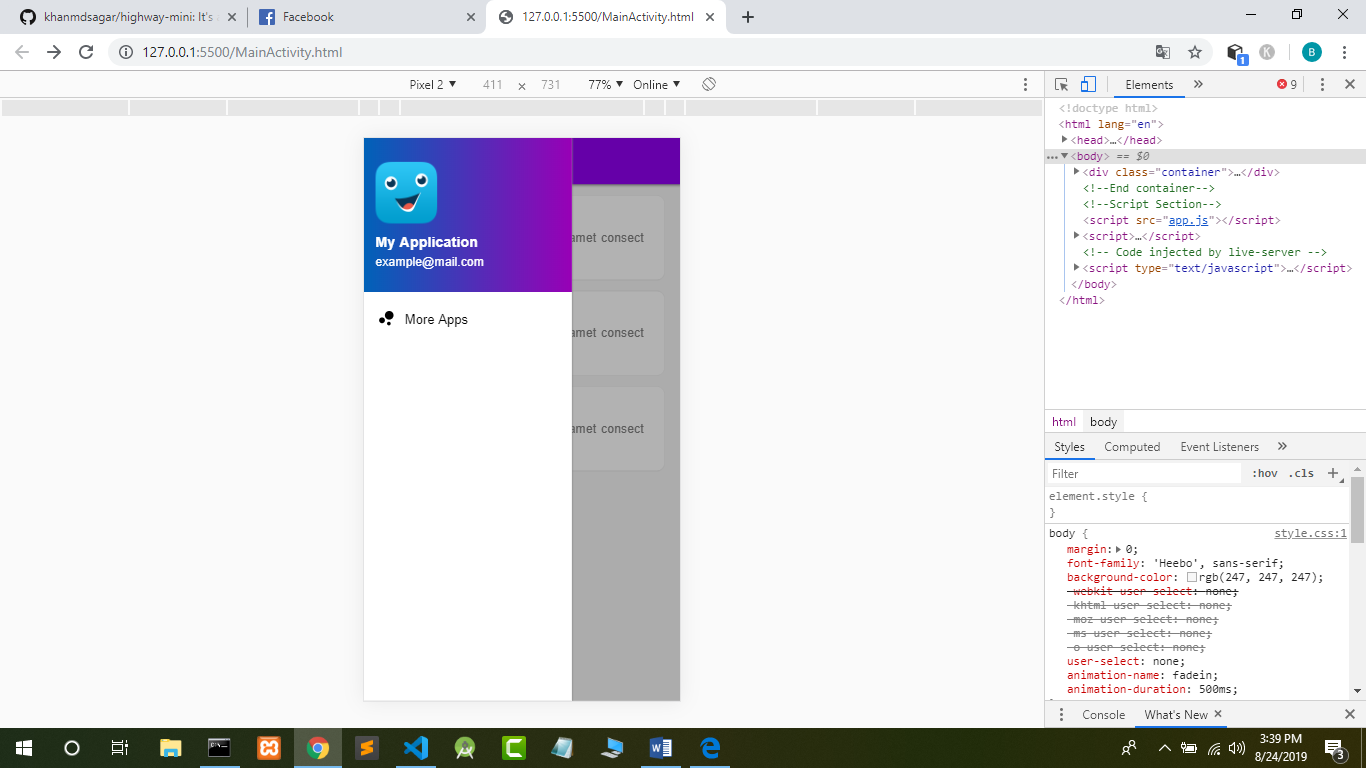 khanmdsagar/highway-mini: It's
Facebook
127.0.0.1:5500/MainActivity.html
127.0.0.1:5500/MainActivity.html
1
K
B
Pixel 2 411 × 731 77% Online
Elements
9
<!doctype html>
<html lang="en">
<head>…</head>
<body> == $0
<div class="container">…</div>
<!--End container-->
<!--Script Section-->
<script src="app.js"></script>
<script>…</script>
<!-- Code injected by live-server -->
<script type="text/javascript">…</script>
</body>
</html>
My Application
example@mail.com
More Apps
amet consect
amet consect
amet consect
html body
Styles Computed Event Listeners
Filter :hov .cls
element.style {
}
body { style.css:1
margin: 0;
font-family: 'Heebo', sans-serif;
background-color: rgb(247, 247, 247);
-webkit-user-select: none;
-khtml-user-select: none;
-moz-user-select: none;
-ms-user-select: none;
-o-user-select: none;
user-select: none;
animation-name: fadein;
animation-duration: 500ms;
Console What's New
3:39 PM
8/24/2019
3